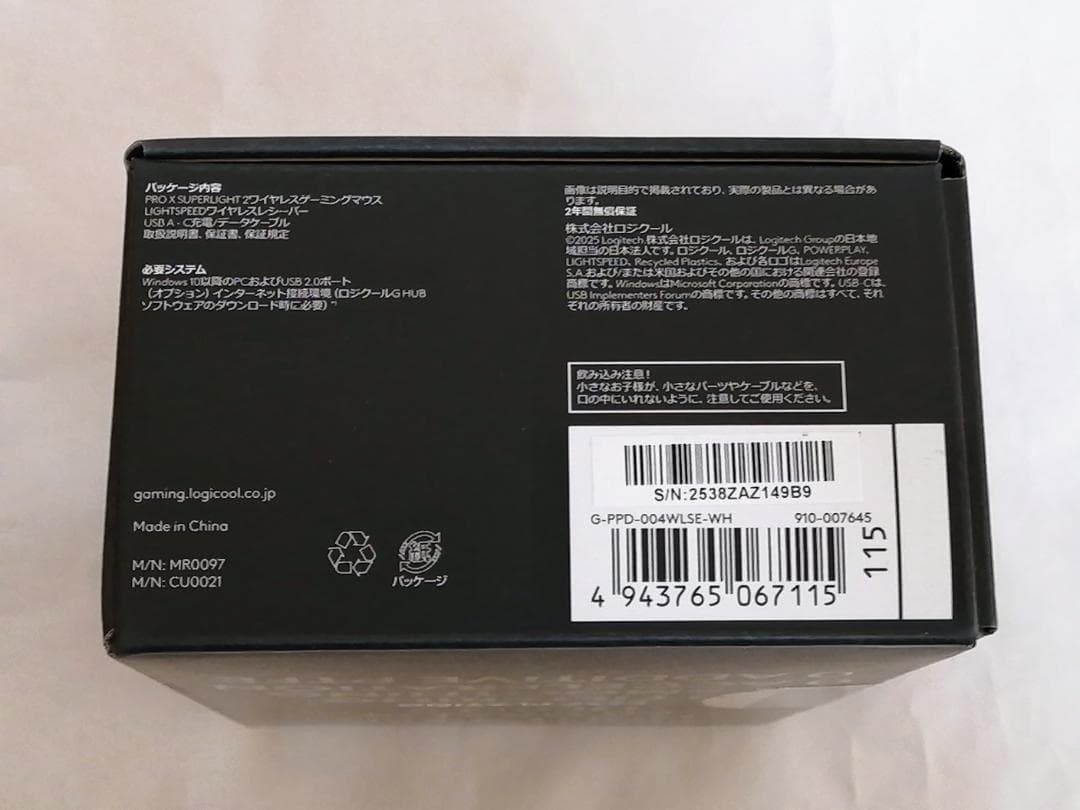 パッケージ内容
PRO X SUPERLIGHT 2ワイヤレスゲーミングマウス
LIGHTSPEEDワイヤレスレシーバー
USB A - C充電/データケーブル
取扱説明書、保証書、保証規定
必要システム
Windows 10以降のPCおよびUSB 2.0ポート
(オプション) インターネット接続環境 (ロジクールG HUB
ソフトウェアのダウンロード時に必要)
gaming.logicool.co.jp
Made in China
M/N: MR0097
M/N: CU0021
紙
パッケージ
画像は説明目的で掲載されており、実際の製品とは異なる場合があ
ります。
2年間無償保証
株式会社ロジクール
©2025 Logitech. 株式会社ロジクールは、Logitech Groupの日本地
域担当の日本法人です。ロジクール、ロジクールG、POWERPLAY、
LIGHTSPEED、Recycled Plastics、および各ロゴはLogitech Europe
S.A.および/または米国およびその他の国における関連会社の登録
商標です。WindowsはMicrosoft Corporationの商標です。USB-Cは、
USB Implementers Forumの商標です。その他の商標はすべて、それ
ぞれの所有者の財産です。
飲み込み注意！
小さなお子様が、小さなパーツやケーブルなどを、
口の中にいれないように、注意してご使用ください。
S/N:2538ZAZ149B9
G-PPD-004WLSE-WH 910-007645
4 943765 067115
115